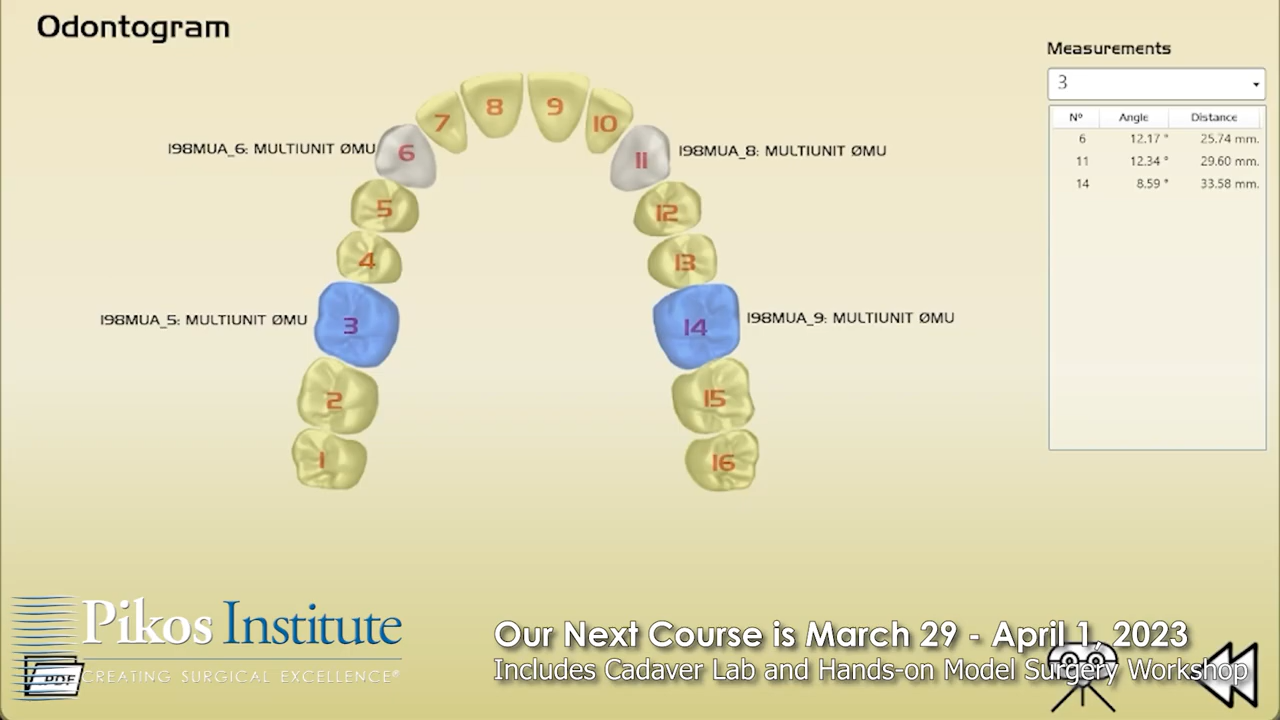 Odontogram
Measurements
3
Nº Angle Distance
6 12.17 ° 25.74 mm.
11 12.34 ° 29.60 mm.
14 8.59 ° 33.58 mm.
7 8 9 10
I98MUA_6: MULTIUNIT ØMU 6 11 I98MUA_8: MULTIUNIT ØMU
5 12
4 13
I98MUA_5: MULTIUNIT ØMU 3 14 I98MUA_9: MULTIUNIT ØMU
2 15
1 16
Pikos Institute
CREATING SURGICAL EXCELLENCE®
PDF
Our Next Course is March 29 - April 1, 2023
Includes Cadaver Lab and Hands-on Model Surgery Workshop